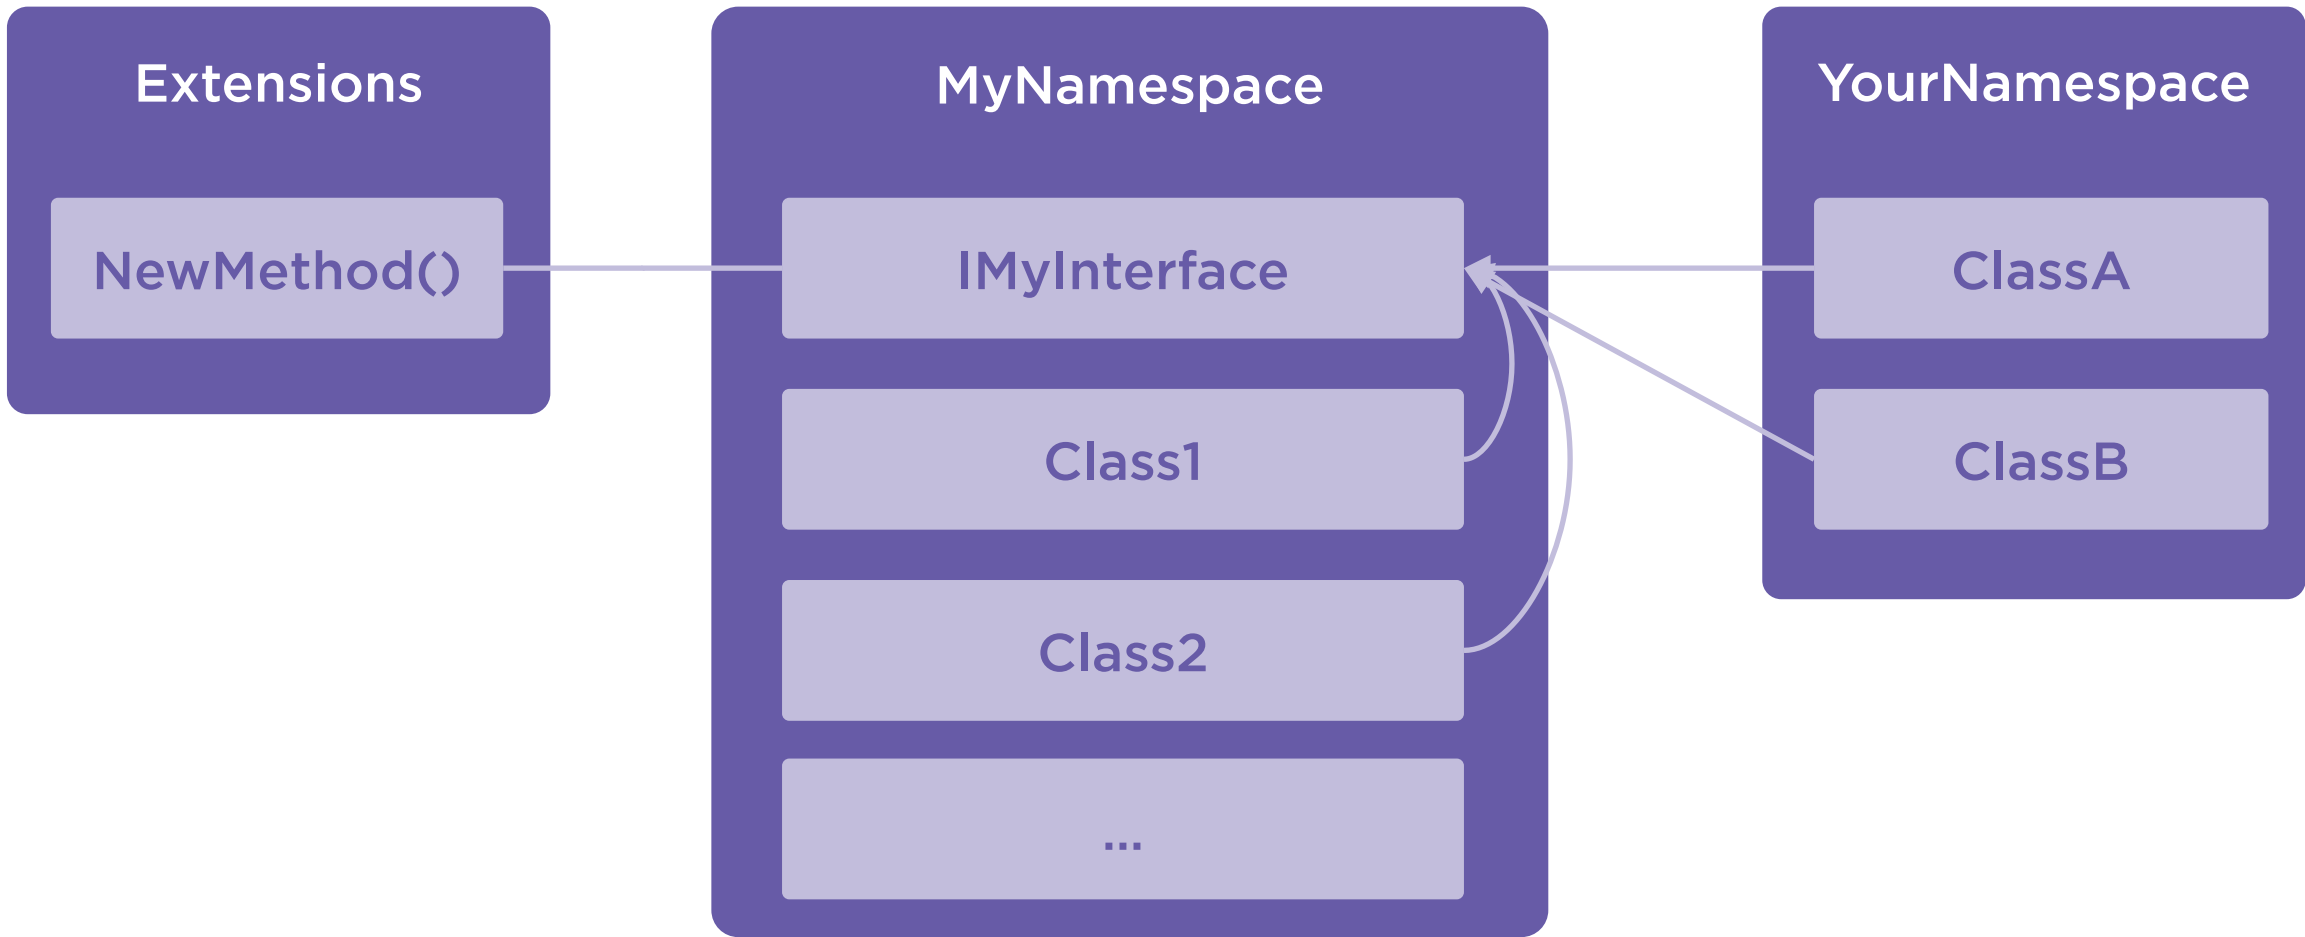 Extensions
NewMethod()
MyNamespace
IMyInterface
Class1
Class2
...
YourNamespace
ClassA
ClassB